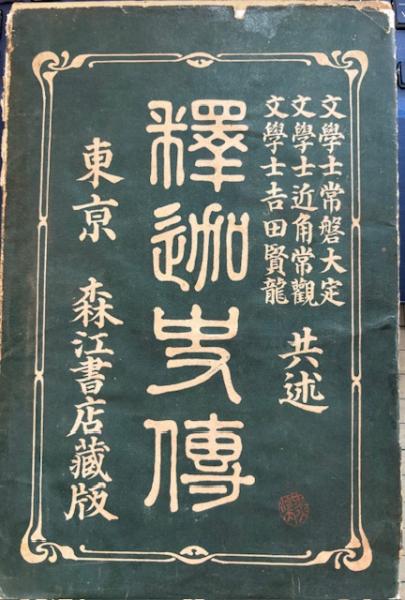 文學士常磐大定
文學士近角常觀
文學士吉田賢龍
共述
釋迦史傳
東京 森江書店藏版